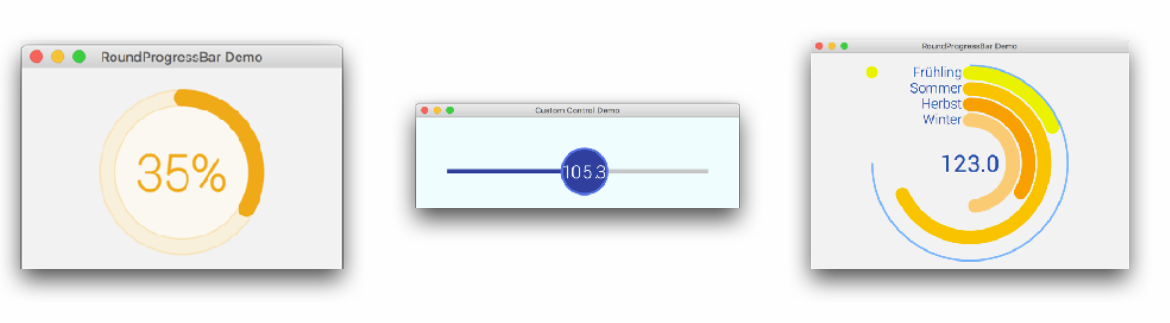 RoundProgressBar Demo
35%
Custom Control Demo
105.3
RoundProgressBar Demo
Frühling
Sommer
Herbst
Winter
123.0